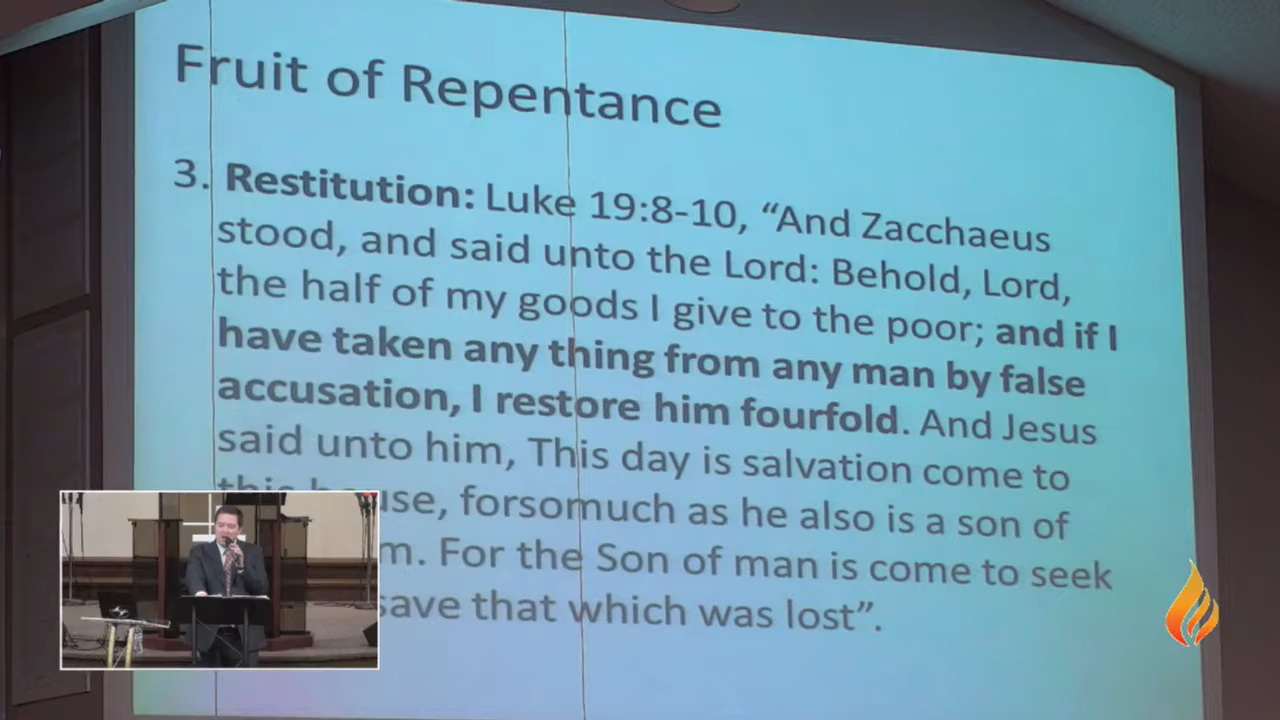 Fruit of Repentance
3. Restitution: Luke 19:8-10, “And Zacchaeus
stood, and said unto the Lord: Behold, Lord,
the half of my goods I give to the poor; and if I
have taken any thing from any man by false
accusation, I restore him fourfold. And Jesus
said unto him, This day is salvation come to
this house, forsomuch as he also is a son of
m. For the Son of man is come to seek
save that which was lost”.